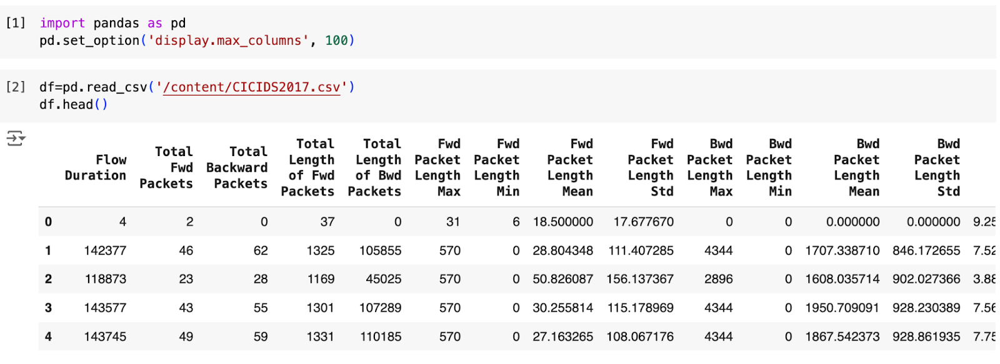 [1] import pandas as pd
pd.set_option('display.max_columns', 100)
[2] df=pd.read_csv('/content/CICIDS2017.csv')
df.head()
Flow Duration Total Fwd Packets Total Backward Packets Total Length of Fwd Packets Total Length of Bwd Packets Fwd Packet Length Max Fwd Packet Length Min Fwd Packet Length Mean Fwd Packet Length Std Bwd Packet Length Max Bwd Packet Length Min Bwd Packet Length Mean Bwd Packet Length Std
0 4 2 0 37 0 31 6 18.500000 17.677670 0 0 0.000000 0.000000 9.25
1 142377 46 62 1325 105855 570 0 28.804348 111.407285 4344 0 1707.338710 846.172655 7.52
2 118873 23 28 1169 45025 570 0 50.826087 156.137367 2896 0 1608.035714 902.027366 3.88
3 143577 43 55 1301 107289 570 0 30.255814 115.178969 4344 0 1950.709091 928.230389 7.56
4 143745 49 59 1331 110185 570 0 27.163265 108.067176 4344 0 1867.542373 928.861935 7.75